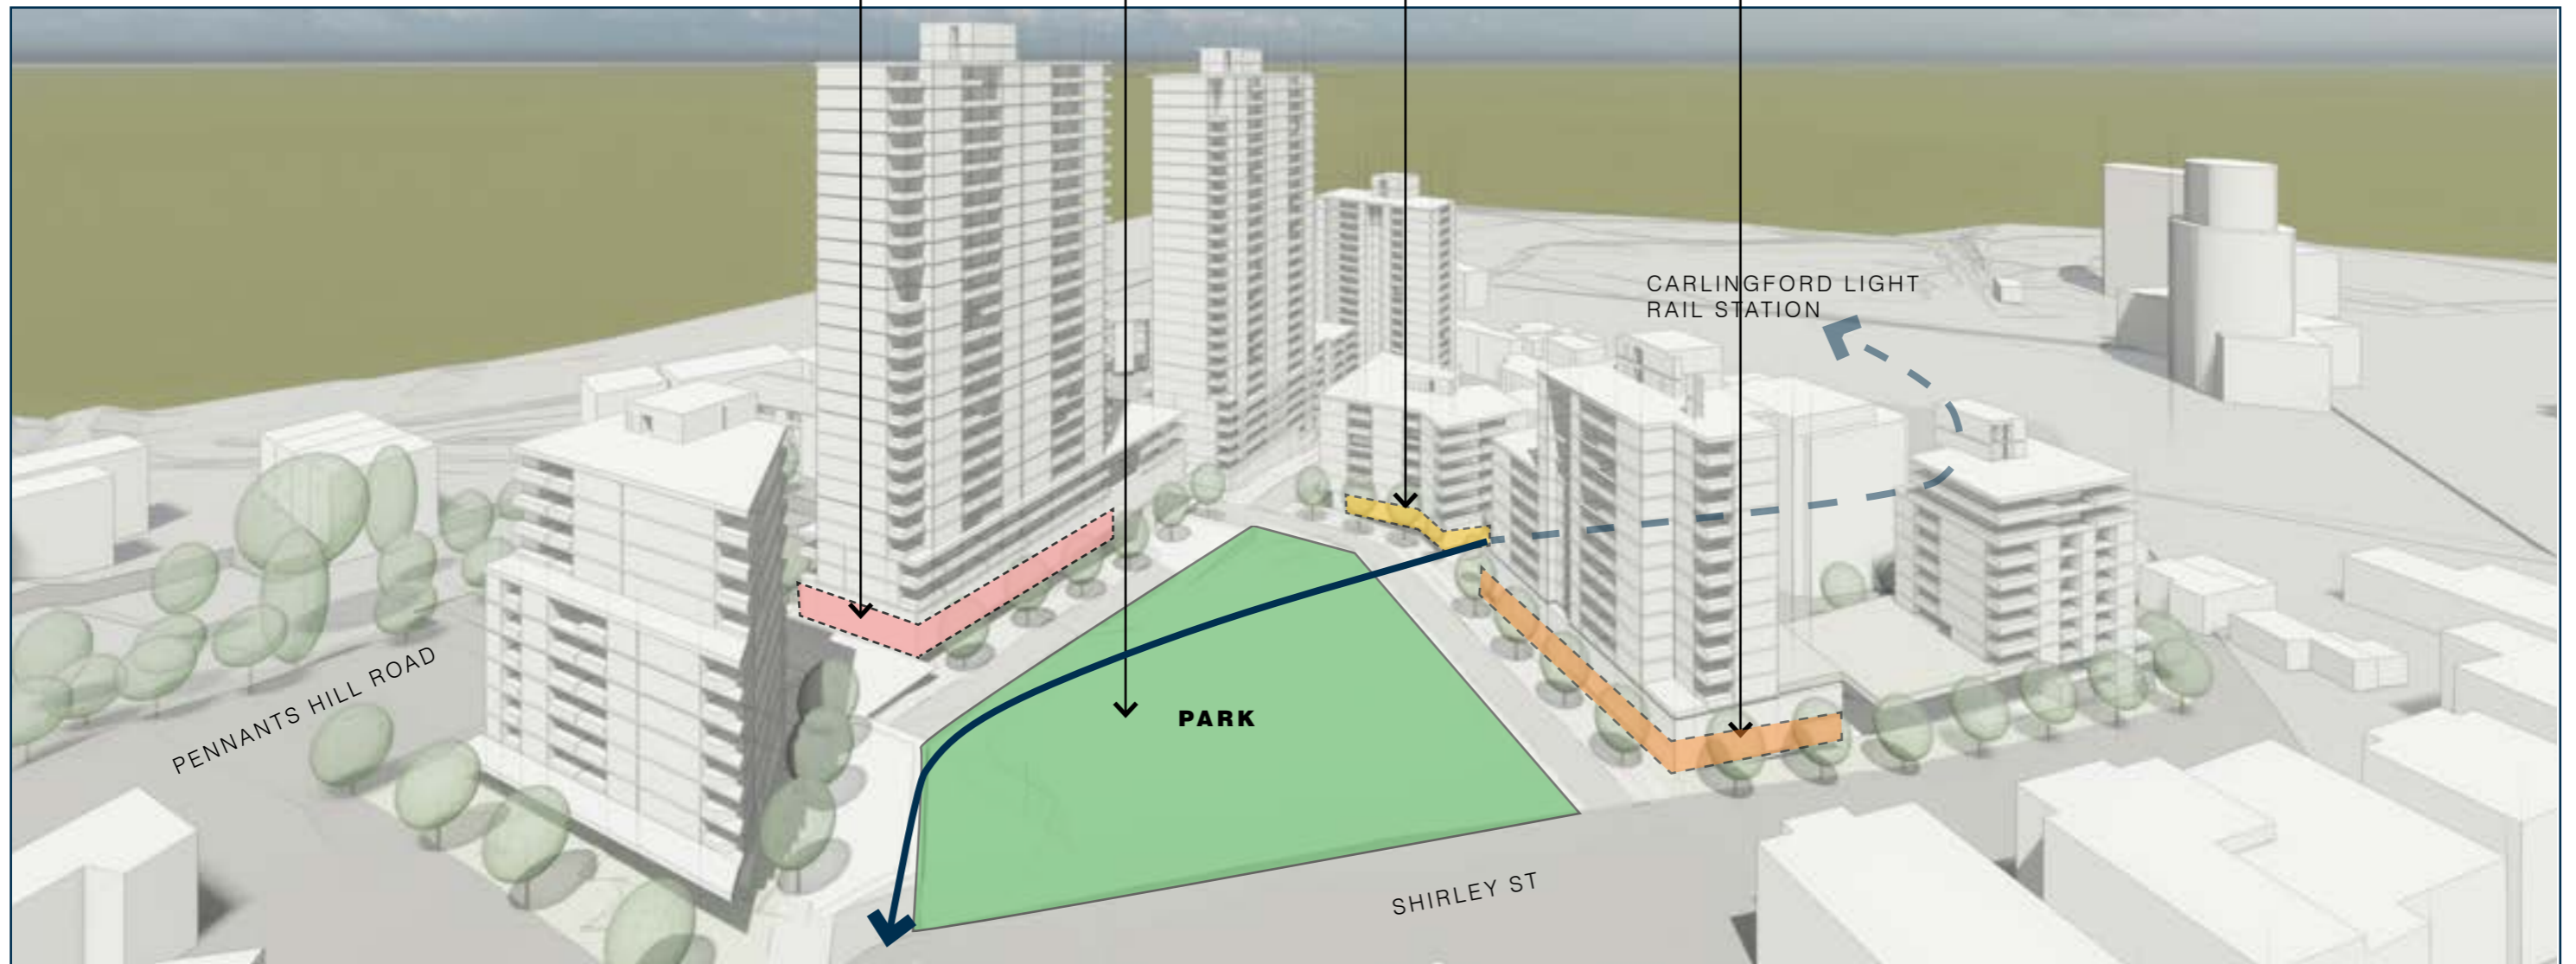 CARLINGFORD LIGHT
RAIL STATION
PENNANTS HILL ROAD
PARK
SHIRLEY ST